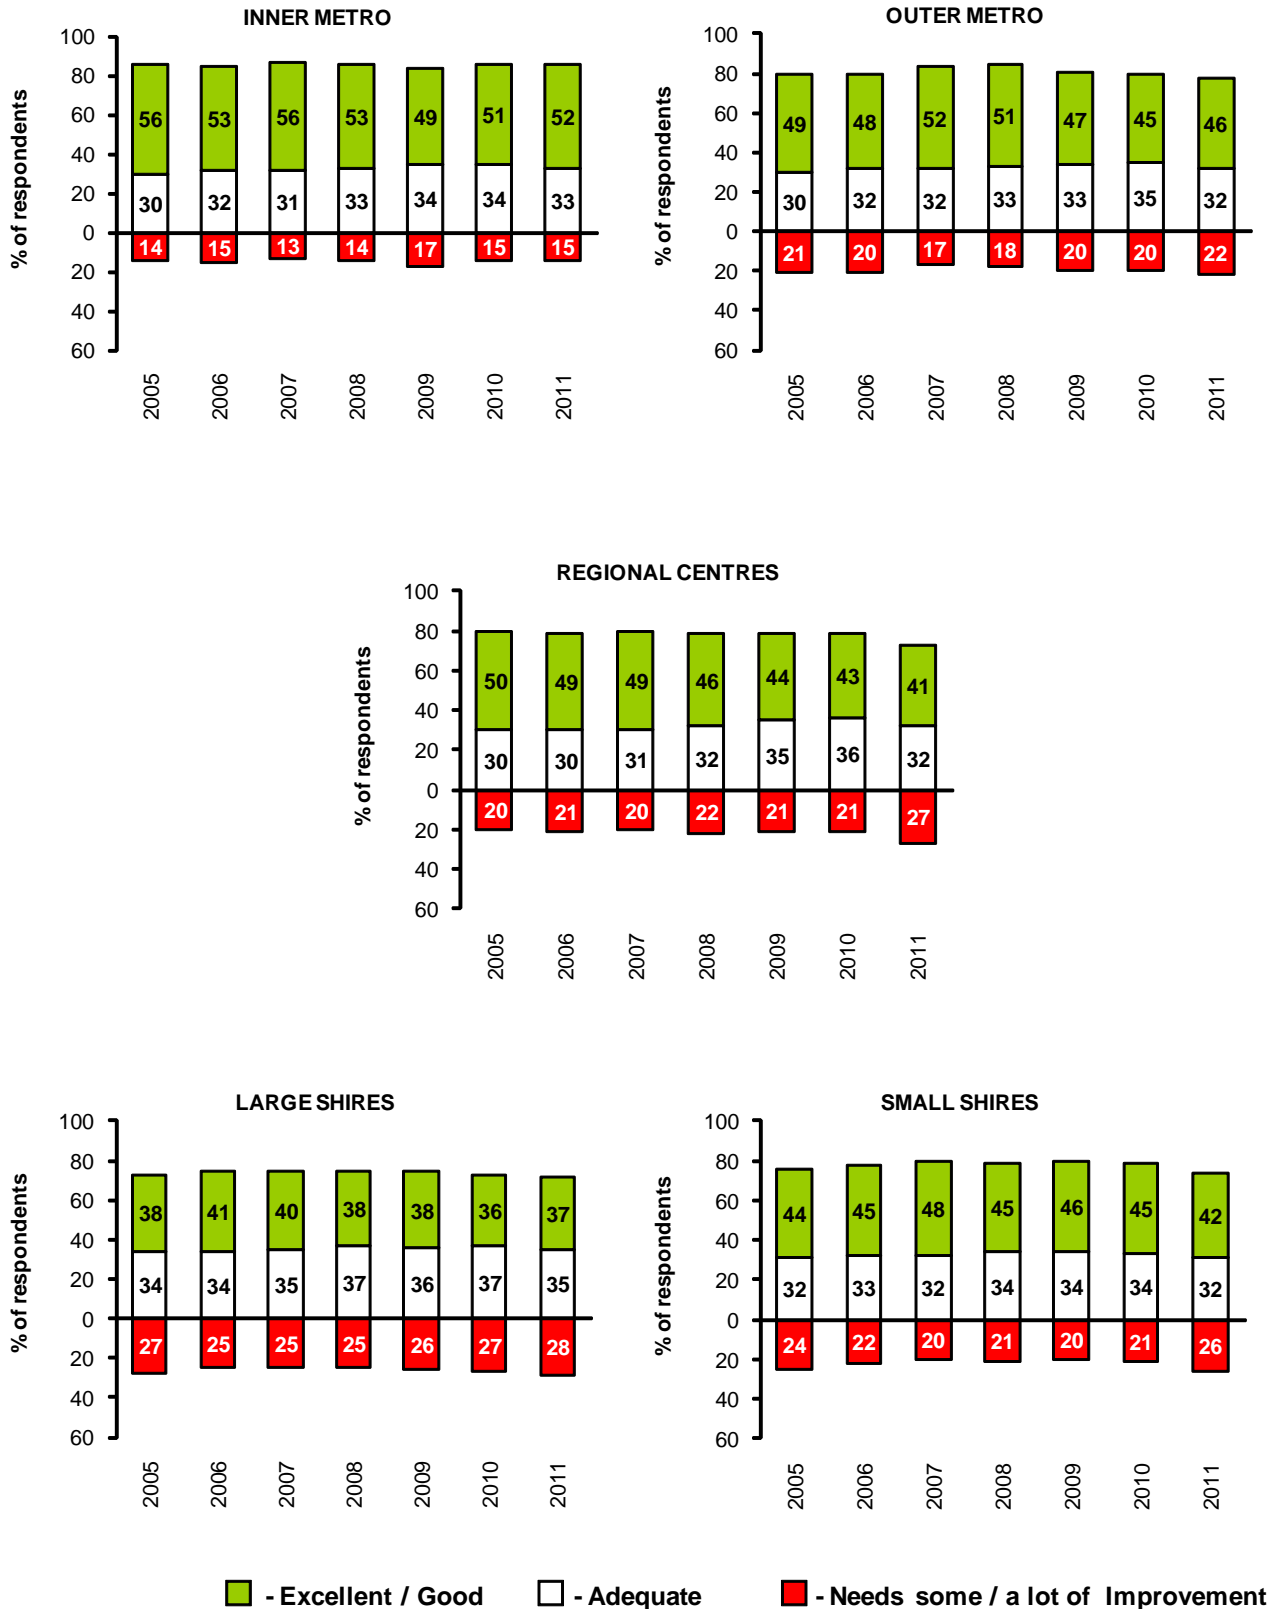 INNER METRO
% of respondents
100
80
60
40
20
0
20
40
60
56 53 56 53 49 51 52
30 32 31 33 34 34 33
14 15 13 14 17 15 15
2005 2006 2007 2008 2009 2010 2011
OUTER METRO
% of respondents
100
80
60
40
20
0
20
40
60
49 48 52 51 47 45 46
30 32 32 33 33 35 32
21 20 17 18 20 20 22
2005 2006 2007 2008 2009 2010 2011
REGIONAL CENTRES
% of respondents
100
80
60
40
20
0
20
40
60
50 49 49 46 44 43 41
30 30 31 32 35 36 32
20 21 20 22 21 21 27
2005 2006 2007 2008 2009 2010 2011
LARGE SHIRES
% of respondents
100
80
60
40
20
0
20
40
60
38 41 40 38 38 36 37
34 34 35 37 36 37 35
27 25 25 25 26 27 28
2005 2006 2007 2008 2009 2010 2011
SMALL SHIRES
% of respondents
100
80
60
40
20
0
20
40
60
44 45 48 45 46 45 42
32 33 32 34 34 34 32
24 22 20 21 20 21 26
2005 2006 2007 2008 2009 2010 2011
- Excellent / Good - Adequate - Needs some / a lot of Improvement